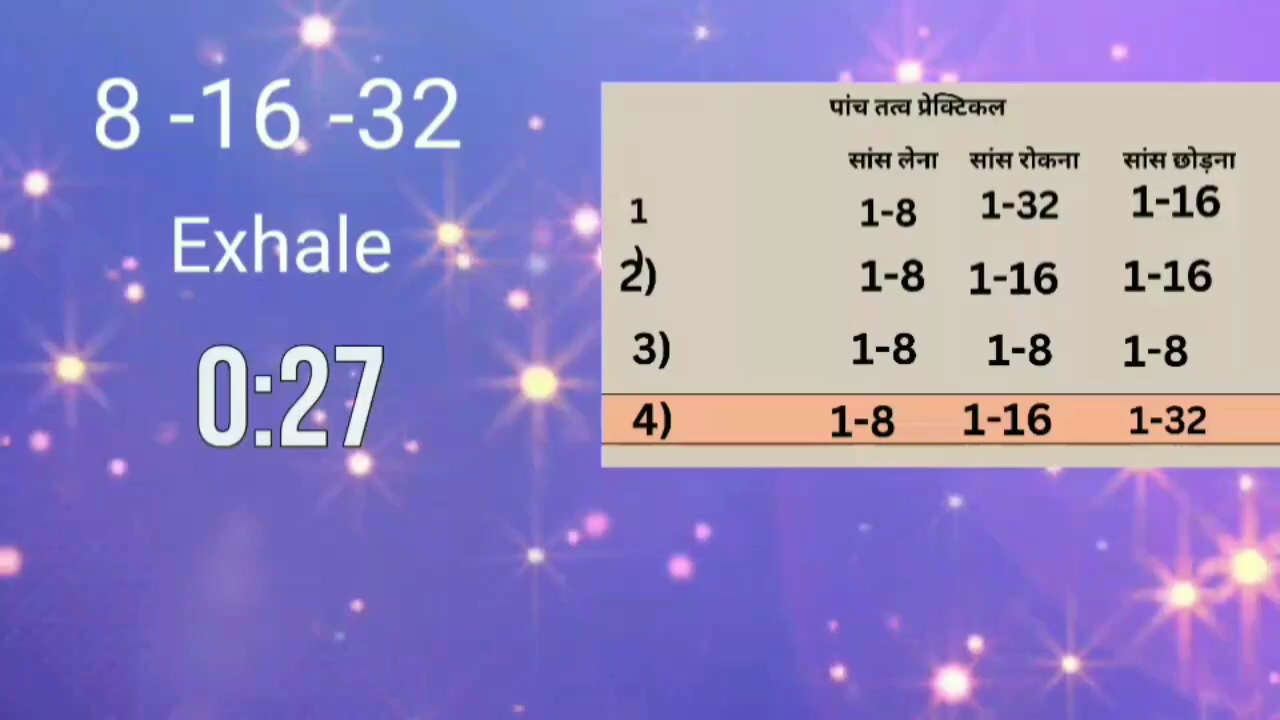 8 -16 -32
Exhale
0:27
पांच तत्व प्रेक्टिकल
सांस लेना सांस रोकना सांस छोड़ना
1 1-8 1-32 1-16
)
2) 1-8 1-16 1-16
3) 1-8 1-8 1-8
4) 1-8 1-16 1-32